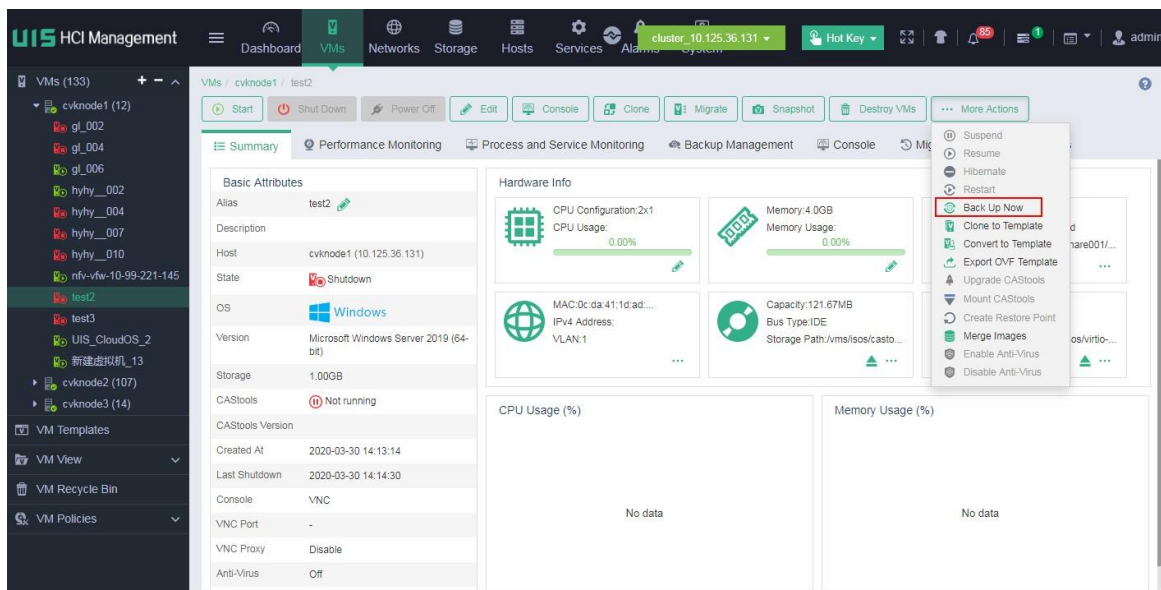 UIS HCI Management
Dashboard VMs Networks Storage Hosts Services Alarms System
cluster_10.125.36.131
Hot Key
85
1
admin
VMs (133)
cvknode1 (12)
gl_002
gl_004
gl_006
hyhy__002
hyhy__004
hyhy__007
hyhy__010
nfv-vfw-10-99-221-145
test2
test3
UIS_CloudOS_2
新建虚拟机_13
cvknode2 (107)
cvknode3 (14)
VM Templates
VM View
VM Recycle Bin
VM Policies
VMs / cvknode1 / test2
Start Shut Down Power Off Edit Console Clone Migrate Snapshot Destroy VMs ... More Actions
Summary Performance Monitoring Process and Service Monitoring Backup Management Console Mig
Suspend
Resume
Hibernate
Restart
Back Up Now
Clone to Template
Convert to Template
Export OVF Template
Upgrade CAStools
Mount CAStools
Create Restore Point
Merge Images
Enable Anti-Virus
Disable Anti-Virus
Basic Attributes
Alias test2
Description
Host cvknode1 (10.125.36.131)
State Shutdown
OS Windows
Version Microsoft Windows Server 2019 (64-
bit)
Storage 1.00GB
CAStools Not running
CAStools Version
Created At 2020-03-30 14:13:14
Last Shutdown 2020-03-30 14:14:30
Console VNC
VNC Port -
VNC Proxy Disable
Anti-Virus Off
Hardware Info
CPU Configuration:2x1
CPU Usage:
0.00%
Memory:4.0GB
Memory Usage:
0.00%
d
hare001/...
...
MAC:0c:da:41:1d:ad:...
IPv4 Address:
VLAN:1
...
Capacity:121.67MB
Bus Type:IDE
Storage Path:/vms/isos/casto...
...
os/virtio-...
...
CPU Usage (%)
No data
Memory Usage (%)
No data